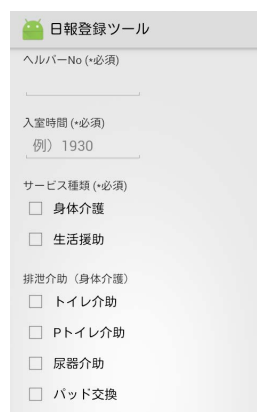 日報登録ツール
ヘルパーNo (*必須)
入室時間 (*必須)
例）1930
サービス種類 (*必須)
身体介護
生活援助
排泄介助（身体介護）
トイレ介助
Pトイレ介助
尿器介助
パッド交換